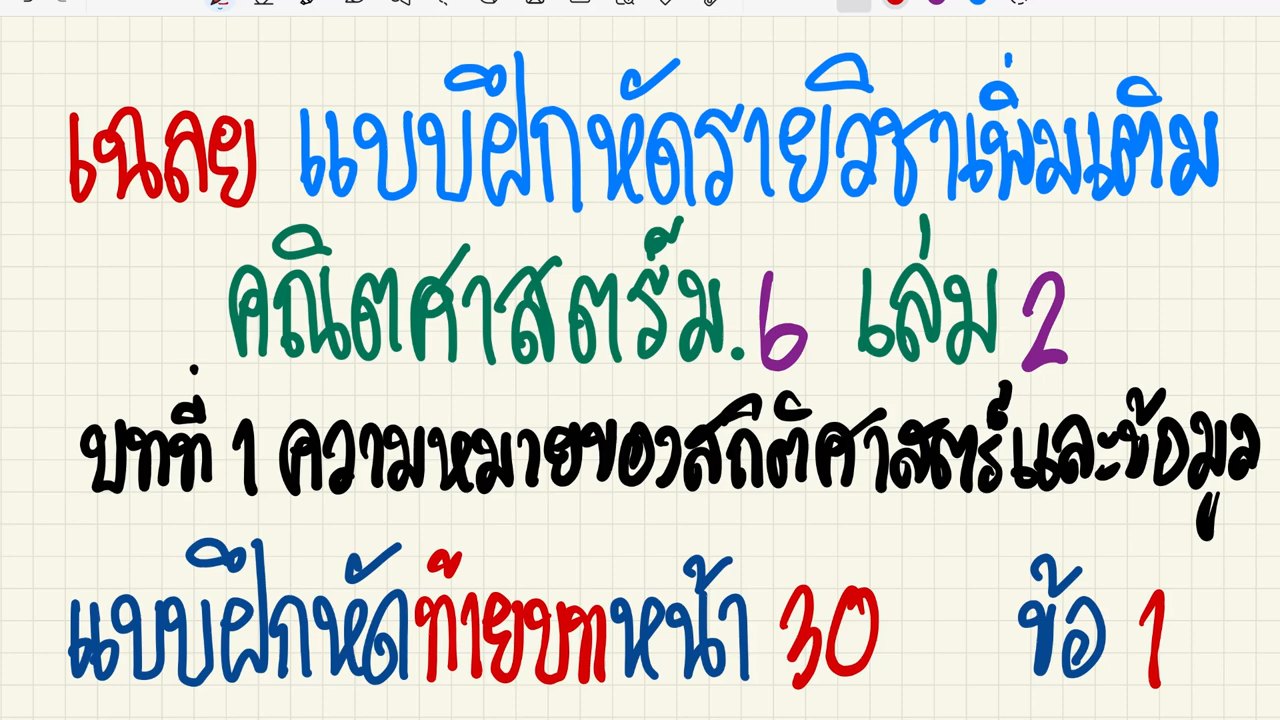 เฉลย แบบฝึกหัดรายวิชาเพิ่มเติม
คณิตศาสตร์ม.6 เล่ม 2
บทที่ 1 ความหมายของสถิติศาสตร์และข้อมูล
แบบฝึกหัดท้ายบทหน้า 30 ข้อ 1